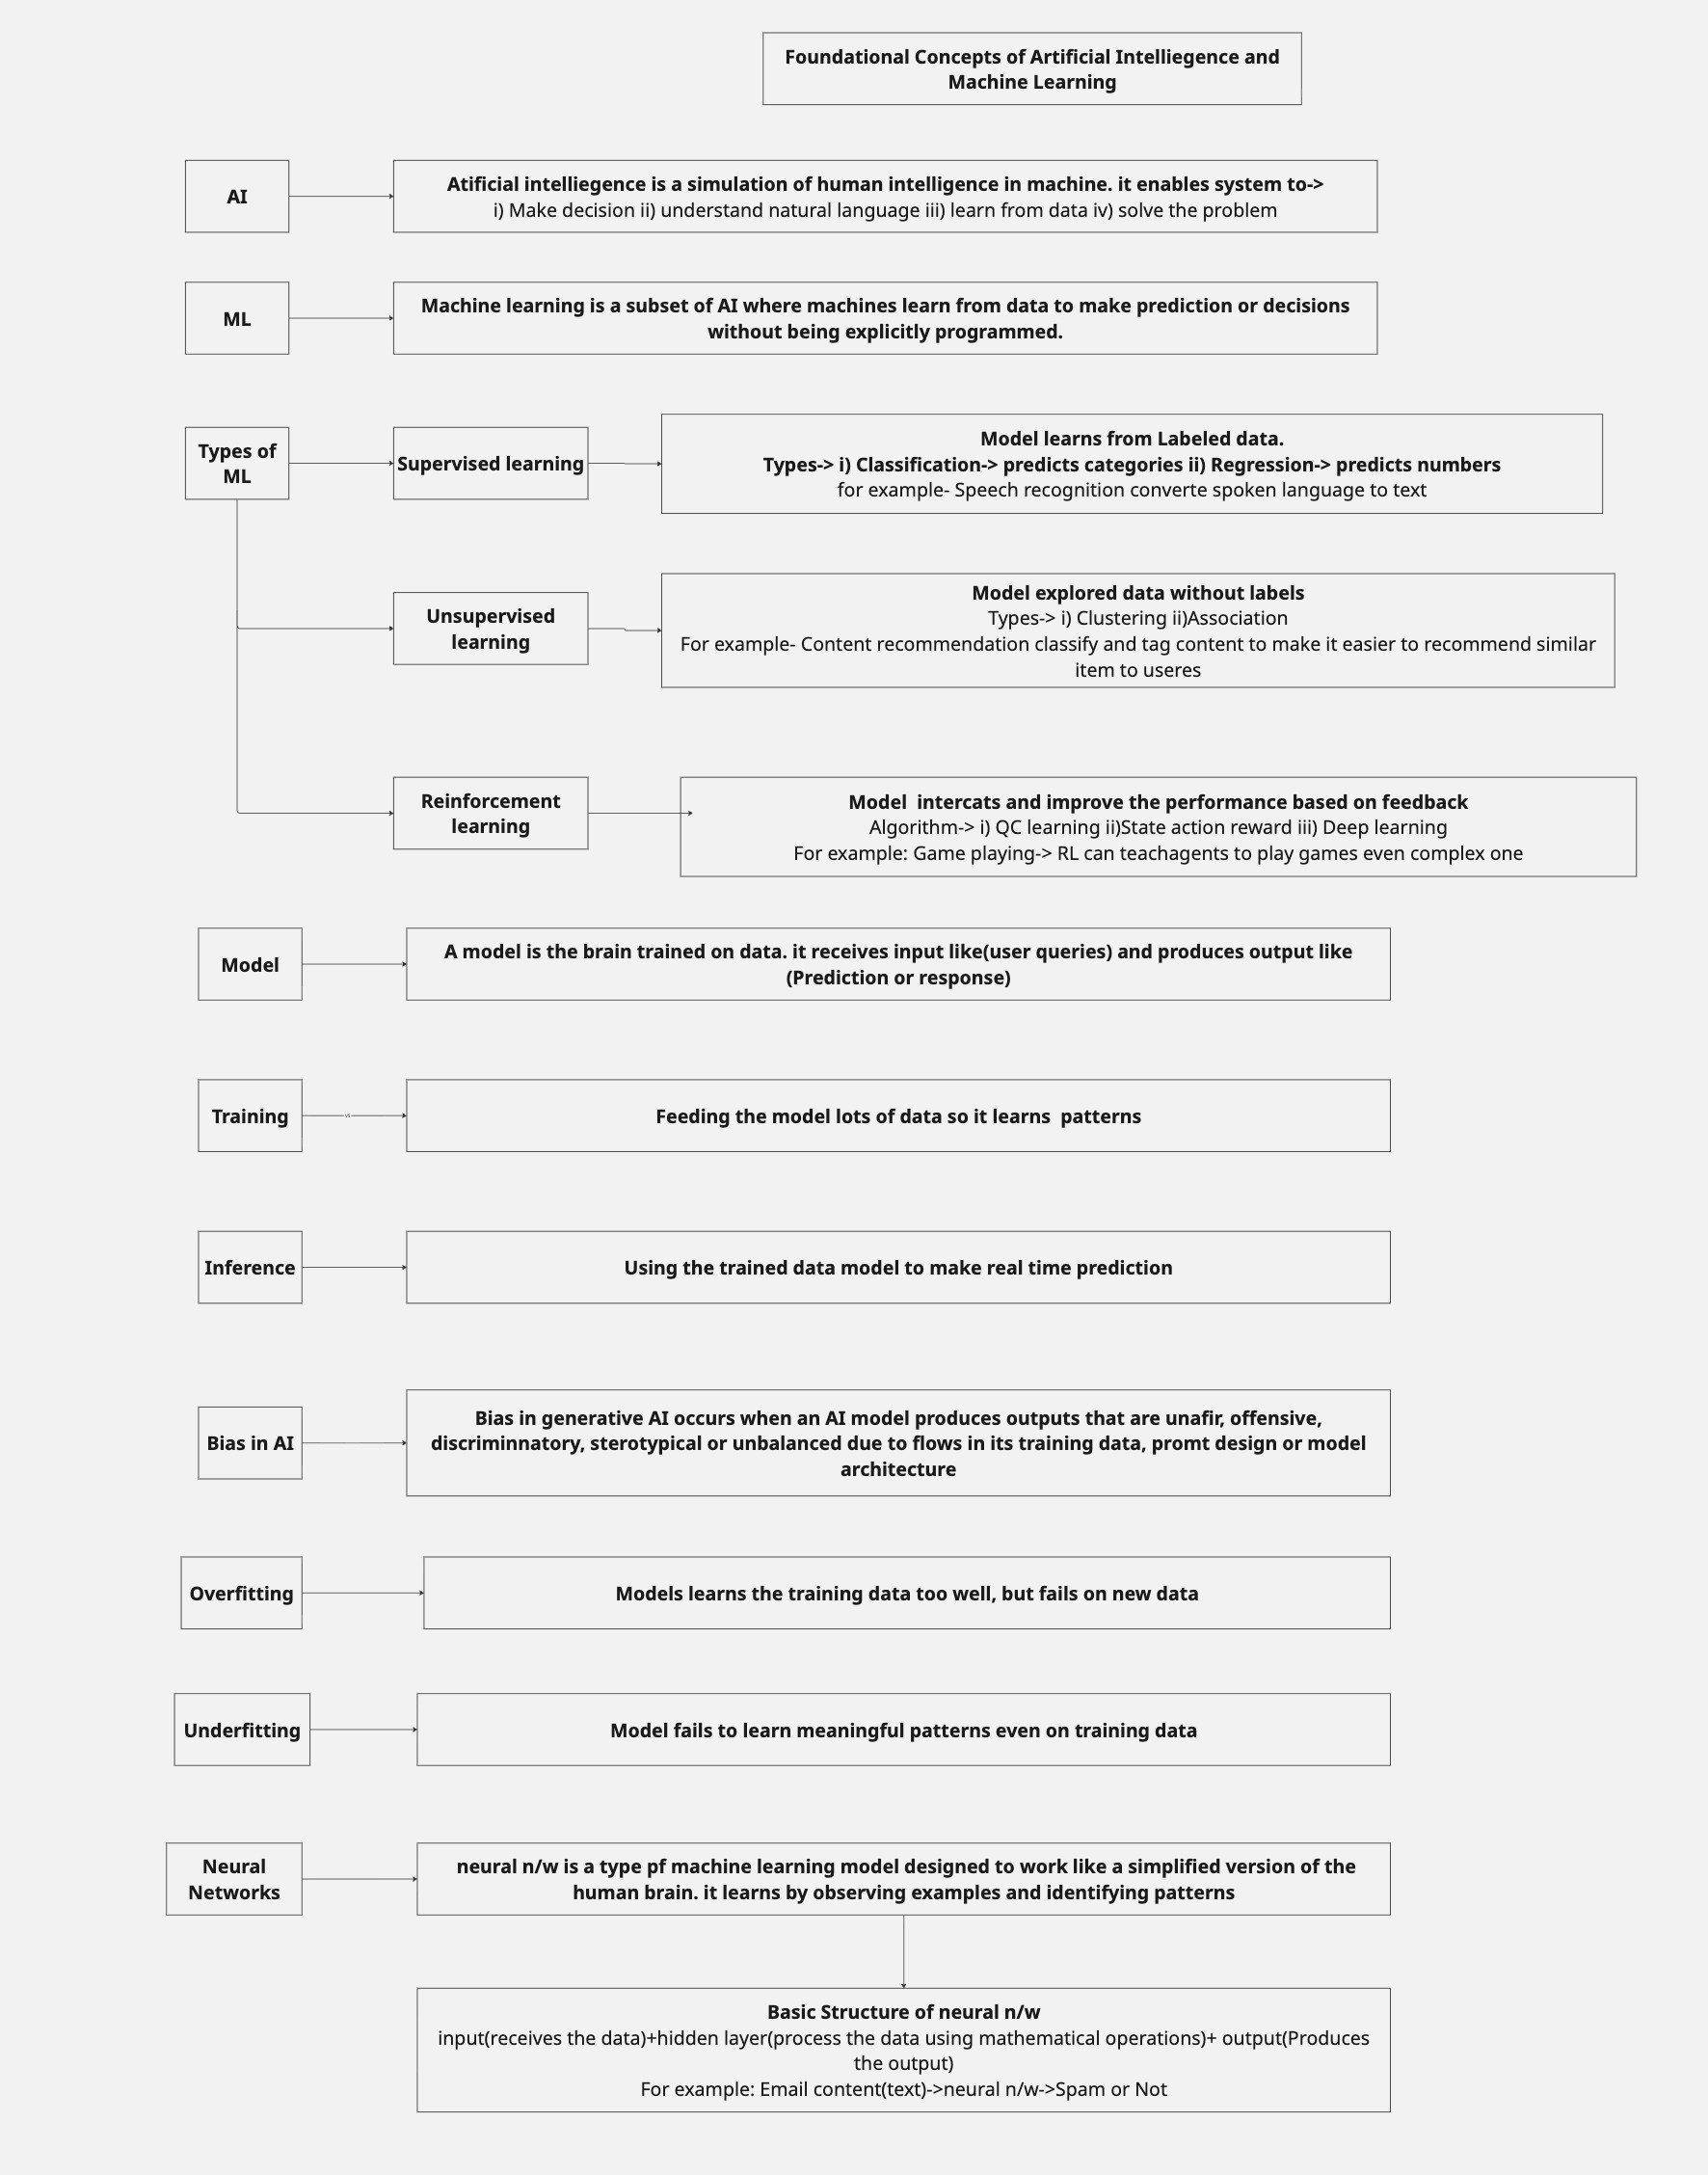 Foundational Concepts of Artificial Intelliegence and
Machine Learning
AI
Atificial intelliegence is a simulation of human intelligence in machine. it enables system to->
i) Make decision ii) understand natural language iii) learn from data iv) solve the problem
ML
Machine learning is a subset of AI where machines learn from data to make prediction or decisions
without being explicitly programmed.
Types of
ML
Supervised learning
Model learns from Labeled data.
Types-> i) Classification-> predicts categories ii) Regression-> predicts numbers
for example- Speech recognition converte spoken language to text
Unsupervised
learning
Model explored data without labels
Types-> i) Clustering ii)Association
For example- Content recommendation classify and tag content to make it easier to recommend similar
item to useres
Reinforcement
learning
Model  intercats and improve the performance based on feedback
Algorithm-> i) QC learning ii)State action reward iii) Deep learning
For example: Game playing-> RL can teachagents to play games even complex one
Model
A model is the brain trained on data. it receives input like(user queries) and produces output like
(Prediction or response)
Training
vs
Feeding the model lots of data so it learns  patterns
Inference
Using the trained data model to make real time prediction
Bias in AI
Bias in generative AI occurs when an AI model produces outputs that are unafir, offensive,
discriminnatory, sterotypical or unbalanced due to flows in its training data, promt design or model
architecture
Overfitting
Models learns the training data too well, but fails on new data
Underfitting
Model fails to learn meaningful patterns even on training data
Neural
Networks
neural n/w is a type pf machine learning model designed to work like a simplified version of the
human brain. it learns by observing examples and identifying patterns
Basic Structure of neural n/w
input(receives the data)+hidden layer(process the data using mathematical operations)+ output(Produces
the output)
For example: Email content(text)->neural n/w->Spam or Not